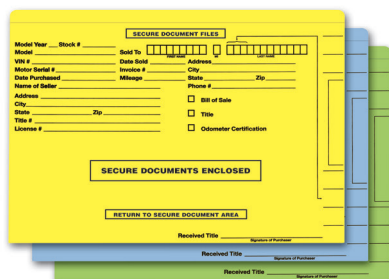 SECURE DOCUMENT FILES
Model Year Stock #
Model Sold To
FIRST NAME MI LAST NAME
VIN # Date Sold Address
Motor Serial # Invoice # City
Date Purchased Mileage State Zip
Name of Seller Phone #
Address
Bill of Sale
City
State Zip
Title
Title #
License #
Odometer Certification
SECURE DOCUMENTS ENCLOSED
RETURN TO SECURE DOCUMENT AREA
Received Title
Signature of Purchaser
Received Title
Signature of Purchaser
Received Title
Signature of Purchaser